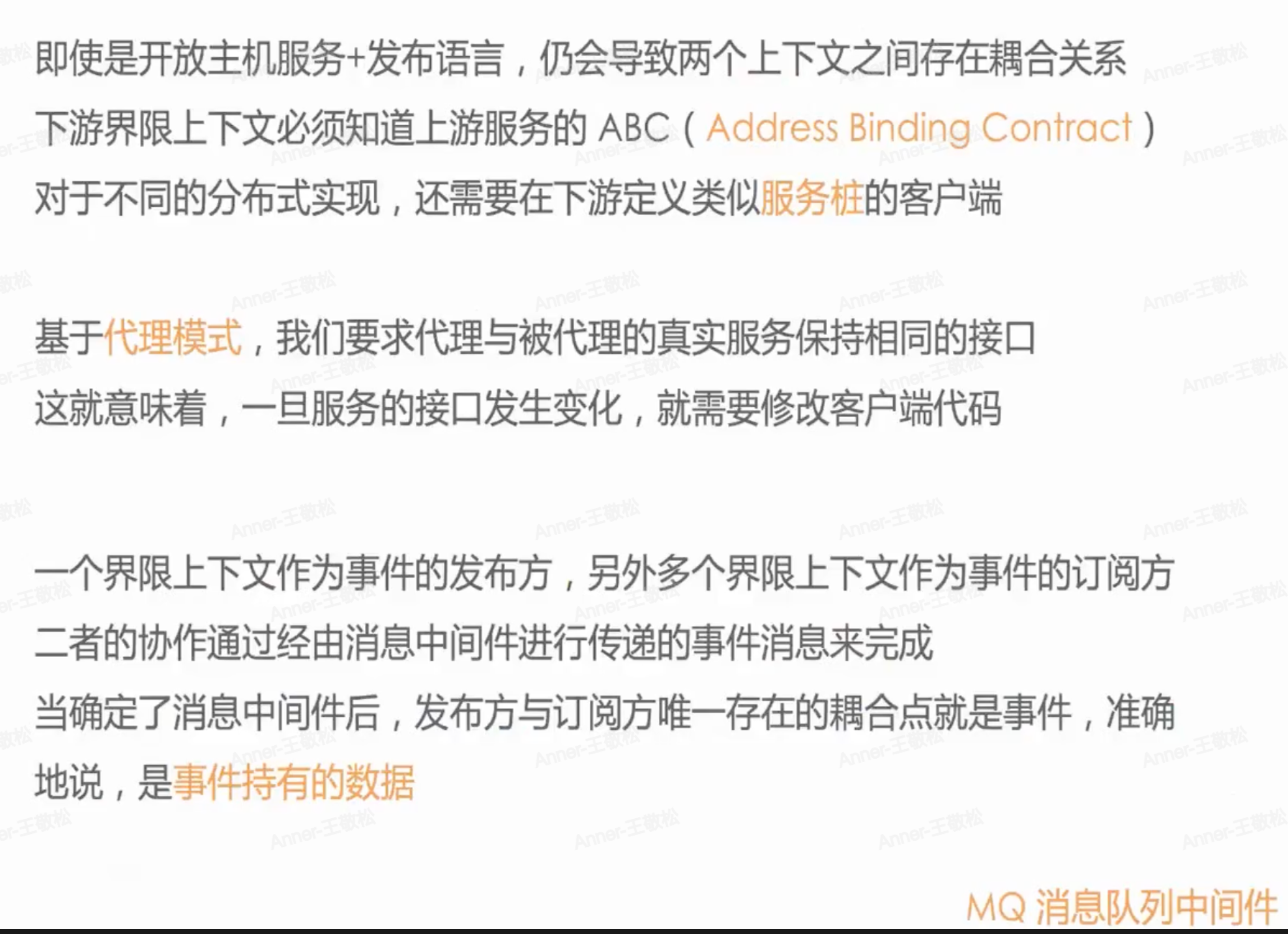 即使是开放主机服务+发布语言，仍会导致两个上下文之间存在耦合关系
下游界限上下文必须知道上游服务的 ABC（Address Binding Contract）
对于不同的分布式实现，还需要在下游定义类似服务桩的客户端
基于代理模式，我们要求代理与被代理的真实服务保持相同的接口
这就意味着，一旦服务的接口发生变化，就需要修改客户端代码
一个界限上下文作为事件的发布方，另外多个界限上下文作为事件的订阅方
二者的协作通过经由消息中间件进行传递的事件消息来完成
当确定了消息中间件后，发布方与订阅方唯一存在的耦合点就是事件，准确
地说，是事件持有的数据
MQ 消息队列中间件
Anner-王敬松